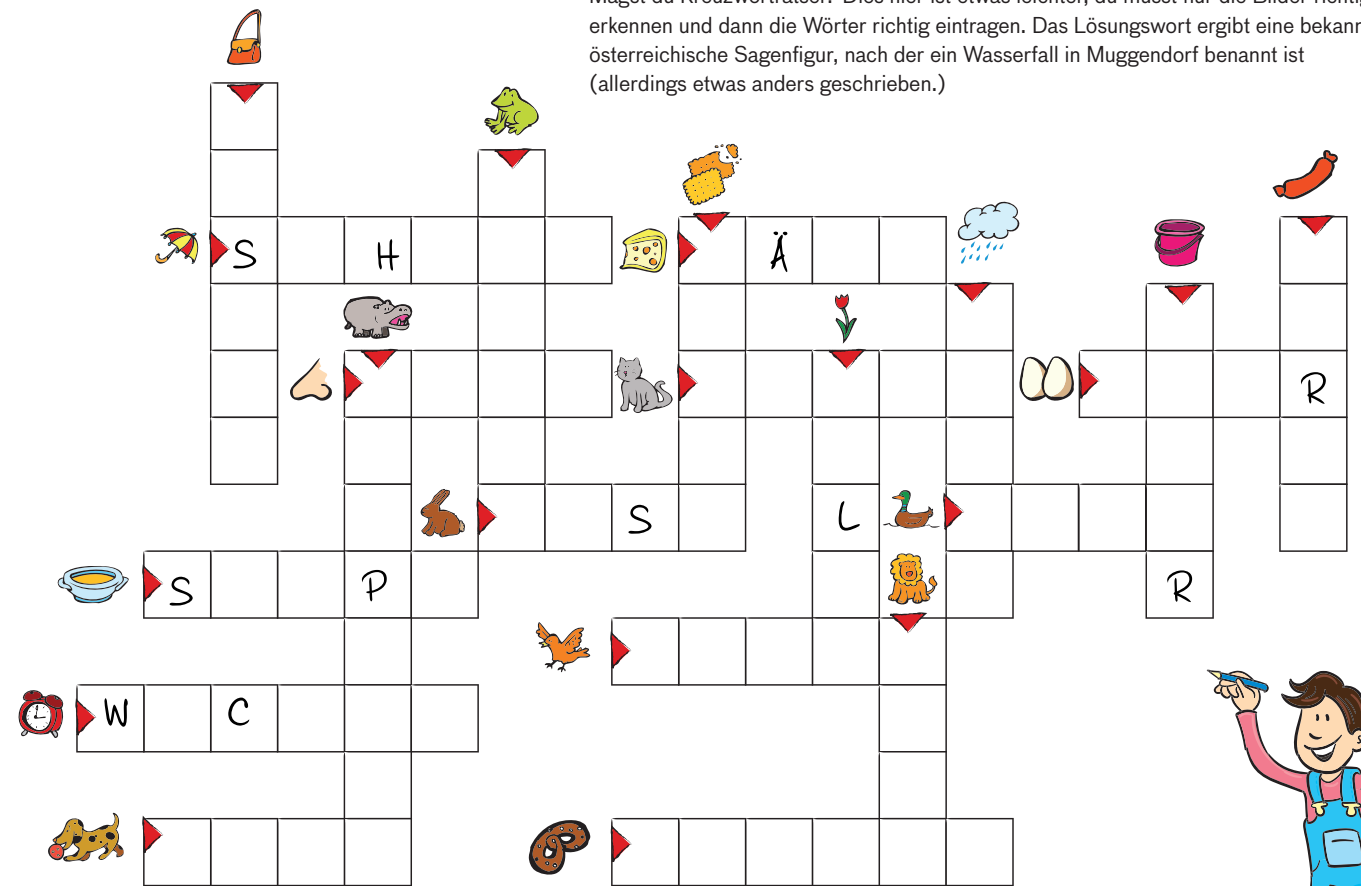 erkennen und dann die Wörter richtig eintragen. Das Lösungswort ergibt eine
österreichische Sagenfigur, nach der ein Wasserfall in Muggendorf benannt ist
(allerdings etwas anders geschrieben.)
S H Ä
R
S L
S P R
W C